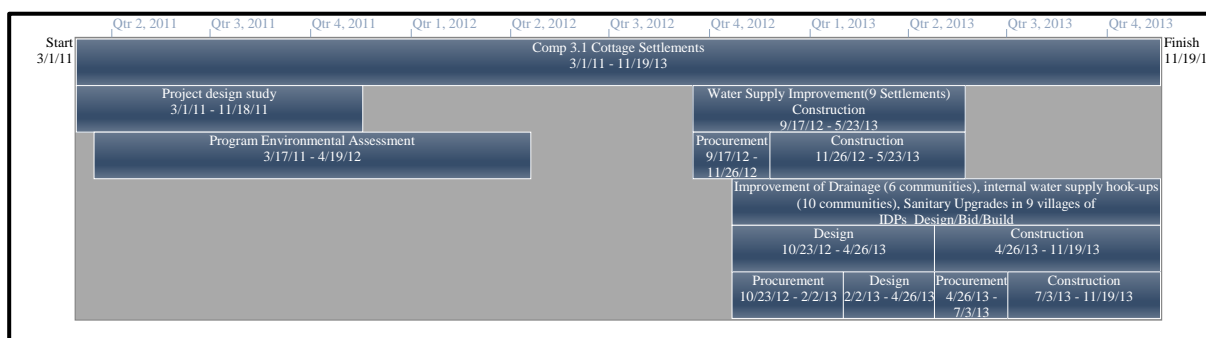 Qtr 2, 2011 Qtr 3, 2011 Qtr 4, 2011 Qtr 1, 2012 Qtr 2, 2012 Qtr 3, 2012 Qtr 4, 2012 Qtr 1, 2013 Qtr 2, 2013 Qtr 3, 2013 Qtr 4, 2013
Start
3/1/11
Finish
11/19/1
Comp 3.1 Cottage Settlements
3/1/11 - 11/19/13
Project design study
3/1/11 - 11/18/11
Water Supply Improvement(9 Settlements)
Construction
9/17/12 - 5/23/13
Program Environmental Assessment
3/17/11 - 4/19/12
Procurement
9/17/12 -
11/26/12
Construction
11/26/12 - 5/23/13
Improvement of Drainage (6 communities), internal water supply hook-ups
(10 communities), Sanitary Upgrades in 9 villages of
IDPs Design/Bid/Build
Design
10/23/12 - 4/26/13
Construction
4/26/13 - 11/19/13
Procurement
10/23/12 - 2/2/13
Design
2/2/13 - 4/26/13
Procurement
4/26/13 -
7/3/13
Construction
7/3/13 - 11/19/13